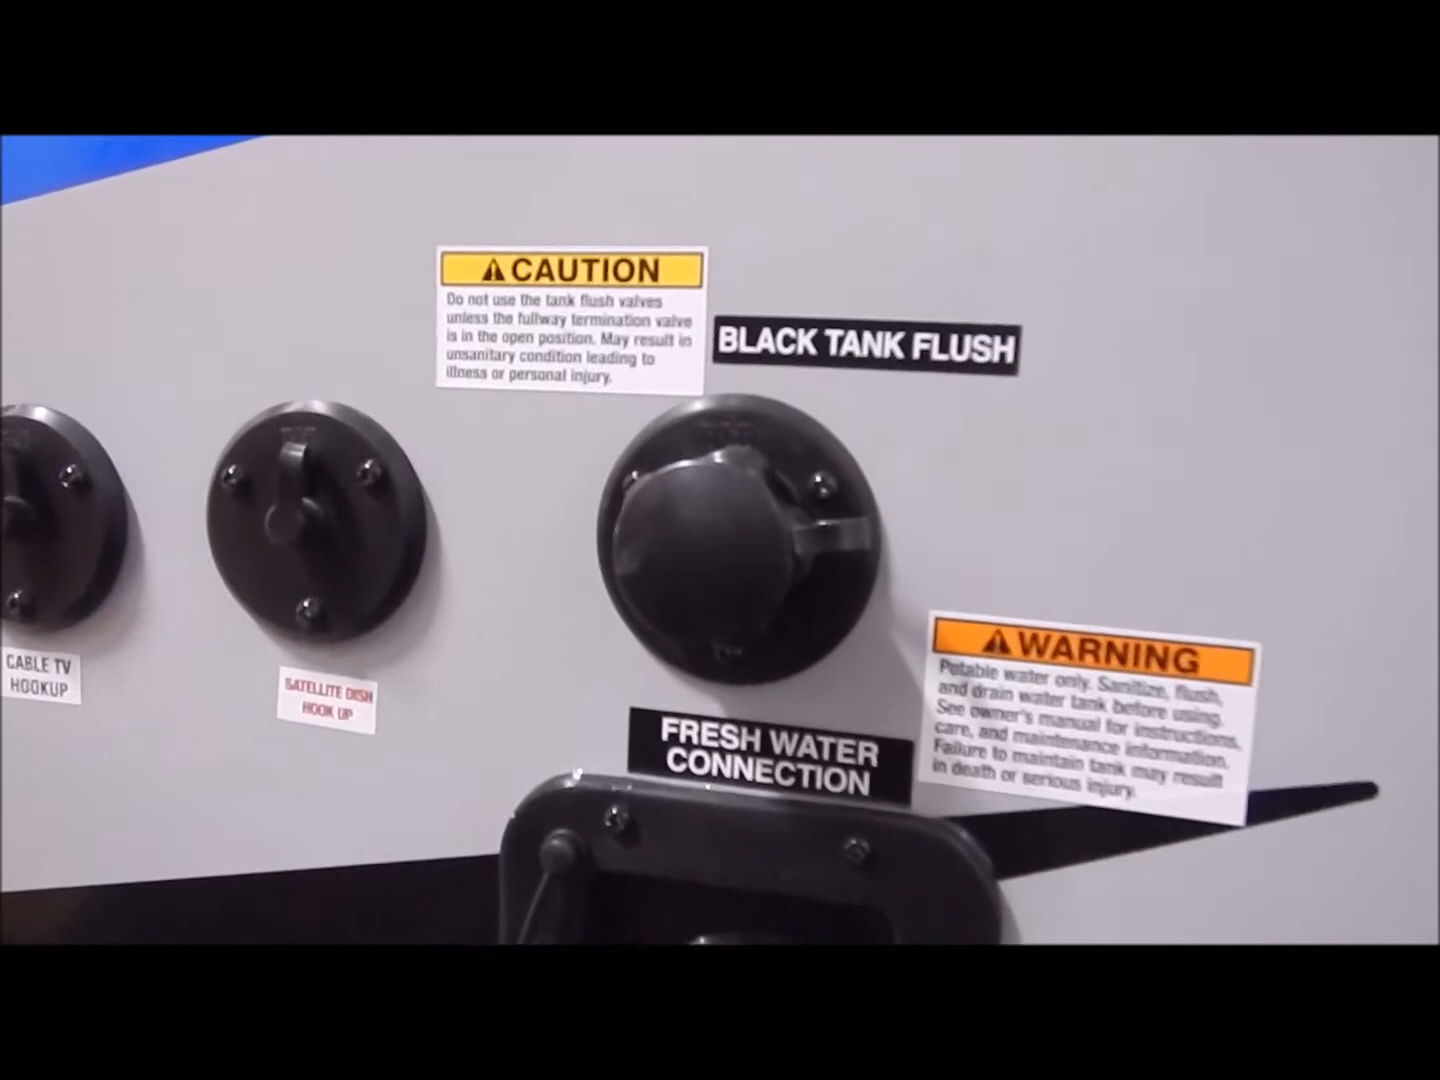 CAUTION
Do not use the tank flush valves
unless the fullway termination valve
is in the open position. May result in
unsanitary condition leading to
illness or personal injury.
BLACK TANK FLUSH
CABLE TV
HOOKUP
SATELLITE DISH
HOOK UP
FRESH WATER
CONNECTION
WARNING
Potable water only. Sanitize, flush,
and drain water tank before using.
See owner's manual for instructions,
care, and maintenance information.
Failure to maintain tank may result
in death or serious injury.